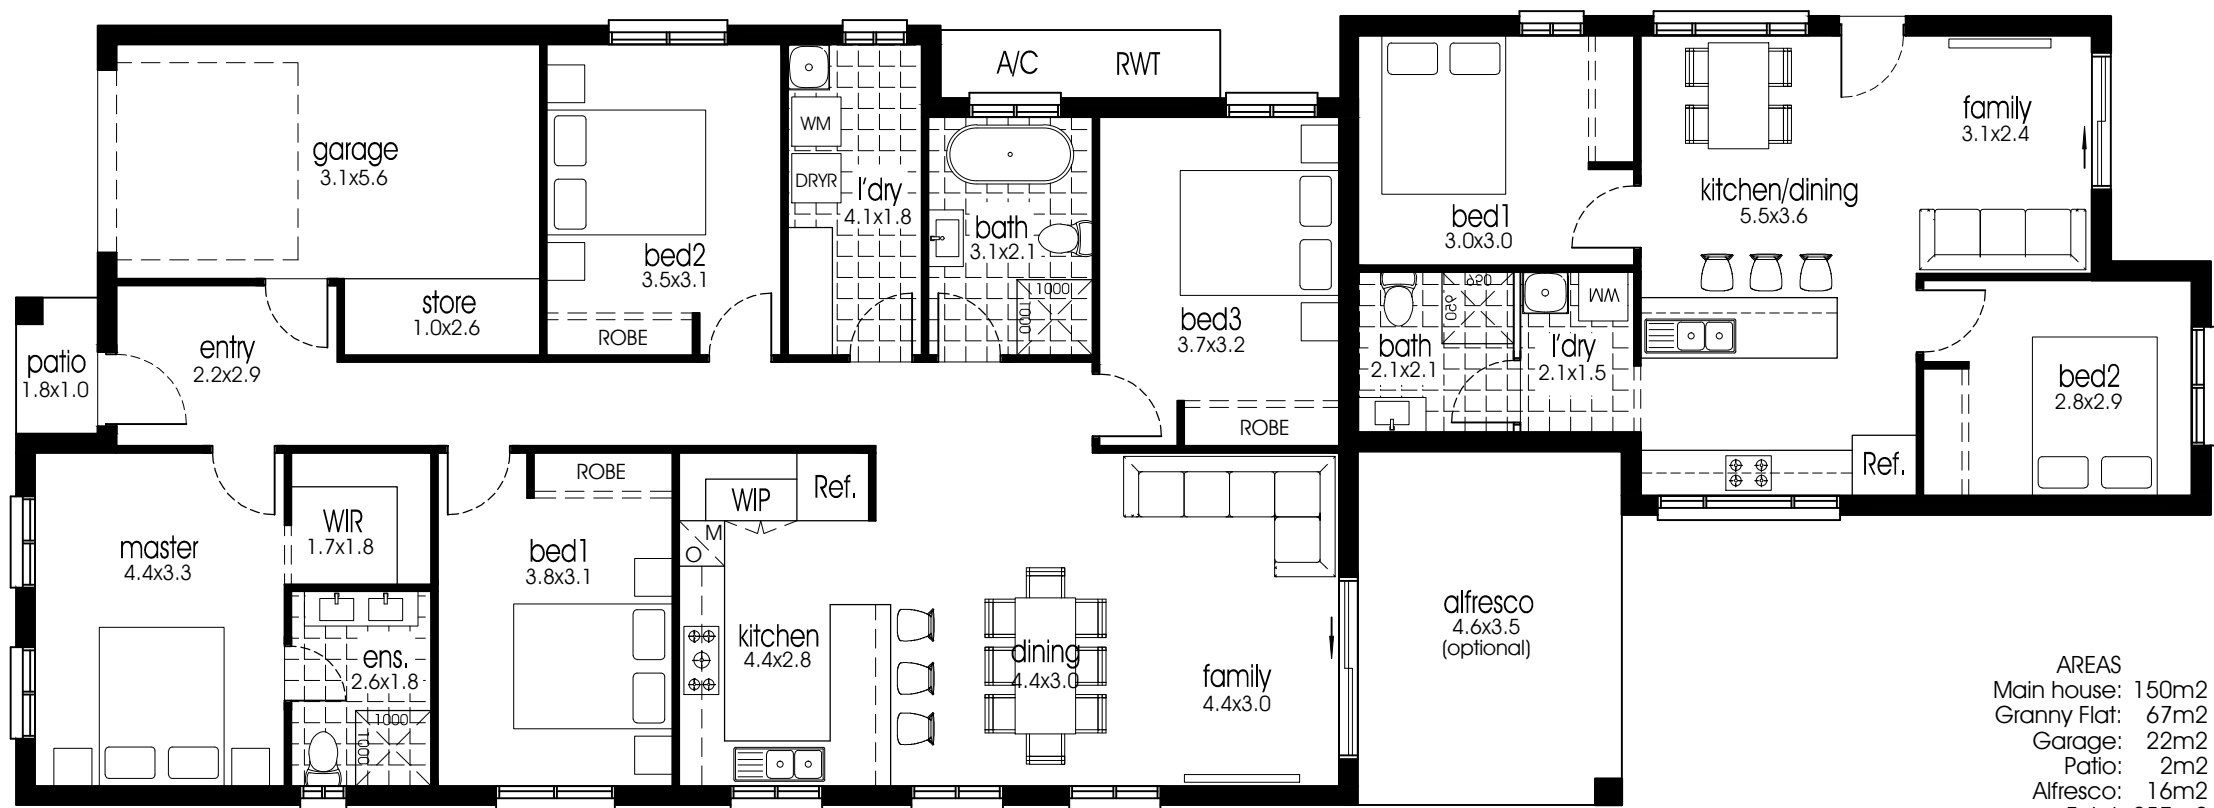 A/C
RWT
garage
3.1x5.6
WM
DRYR
l'dry
4.1x1.8
bath
3.1x2.1
1000
1000
bed2
3.5x3.1
ROBE
store
1.0x2.6
entry
2.2x2.9
patio
1.8x1.0
bed3
3.7x3.2
ROBE
bed1
3.0x3.0
kitchen/dining
5.5x3.6
family
3.1x2.4
950
950
WM
bath
2.1x2.1
l'dry
2.1x1.5
bed2
2.8x2.9
Ref.
master
4.4x3.3
WIR
1.7x1.8
ens.
2.6x1.8
1000
1000
ROBE
bed1
3.8x3.1
WIP
Ref.
M
O
kitchen
4.4x2.8
dining
4.4x3.0
family
4.4x3.0
alfresco
4.6x3.5
(optional)
AREAS
Main house: 150m2
Granny Flat: 67m2
Garage: 22m2
Patio: 2m2
Alfresco: 16m2